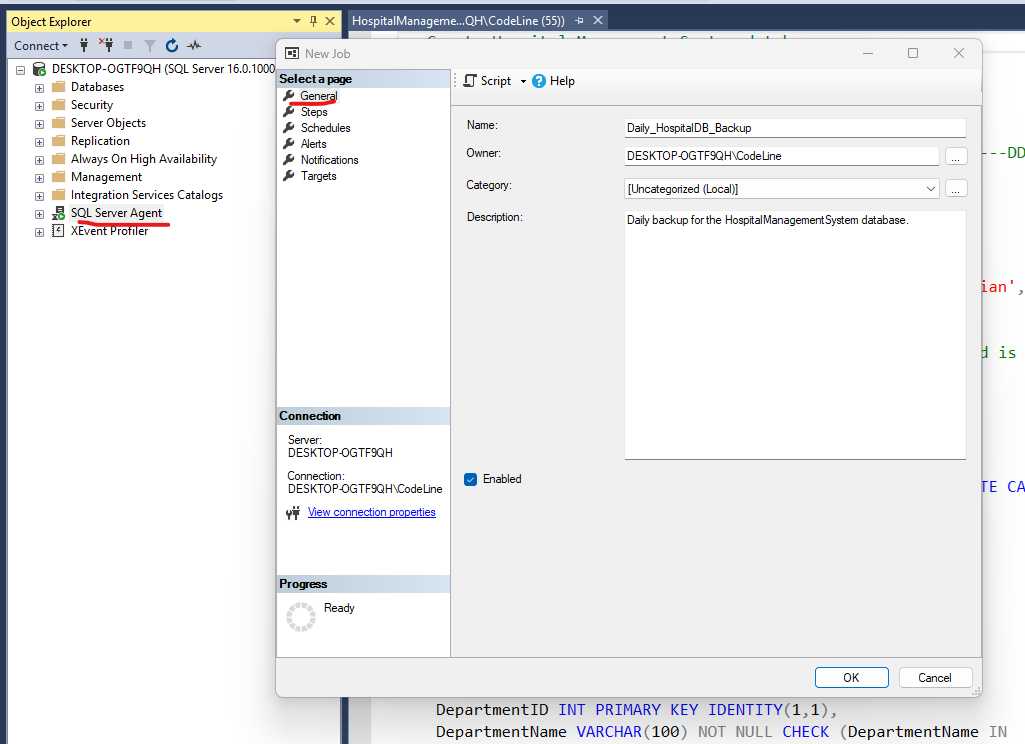 Object Explorer
Connect
DESKTOP-OGTF9QH (SQL Server 16.0.1000
Databases
Security
Server Objects
Replication
Always On High Availability
Management
Integration Services Catalogs
SQL Server Agent
XEvent Profiler
HospitalManageme...QH\CodeLine (55))
New Job
Select a page
General
Steps
Schedules
Alerts
Notifications
Targets
Connection
Server:
DESKTOP-OGTF9QH
Connection:
DESKTOP-OGTF9QH\CodeLine
View connection properties
Progress
Ready
Script
Help
Name:
Daily_HospitalDB_Backup
Owner:
DESKTOP-OGTF9QH\CodeLine
...
Category:
[Uncategorized (Local)]
...
Description:
Daily backup for the HospitalManagementSystem database.
Enabled
OK
Cancel
---DD
ian',
d is
TE CA
DepartmentID INT PRIMARY KEY IDENTITY(1,1),
DepartmentName VARCHAR(100) NOT NULL CHECK (DepartmentName IN